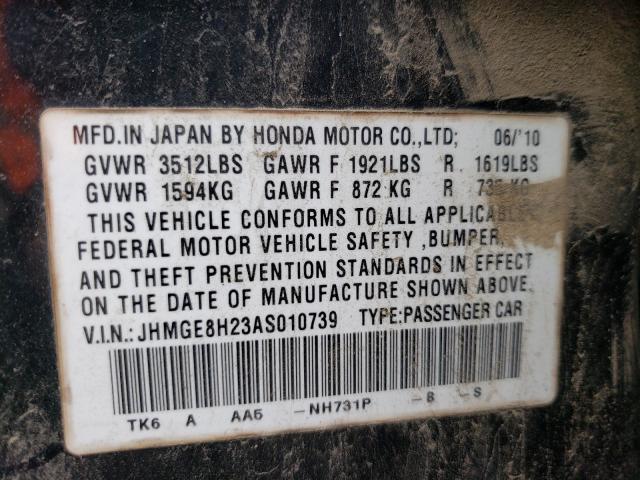 MFD.IN JAPAN BY HONDA MOTOR CO.,LTD; 06/'10
GVWR 3512LBS GAWR F 1921LBS R 1619LBS
GVWR 1594KG GAWR F 872 KG R KG
THIS VEHICLE CONFORMS TO ALL APPLICABLE
FEDERAL MOTOR VEHICLE SAFETY ,BUMPER,
AND THEFT PREVENTION STANDARDS IN EFFECT
ON THE DATE OF MANUFACTURE SHOWN ABOVE.
V.I.N.: JHMGE8H23AS010739 TYPE:PASSENGER CAR
TK6 A AA5 -NH731P -B -S